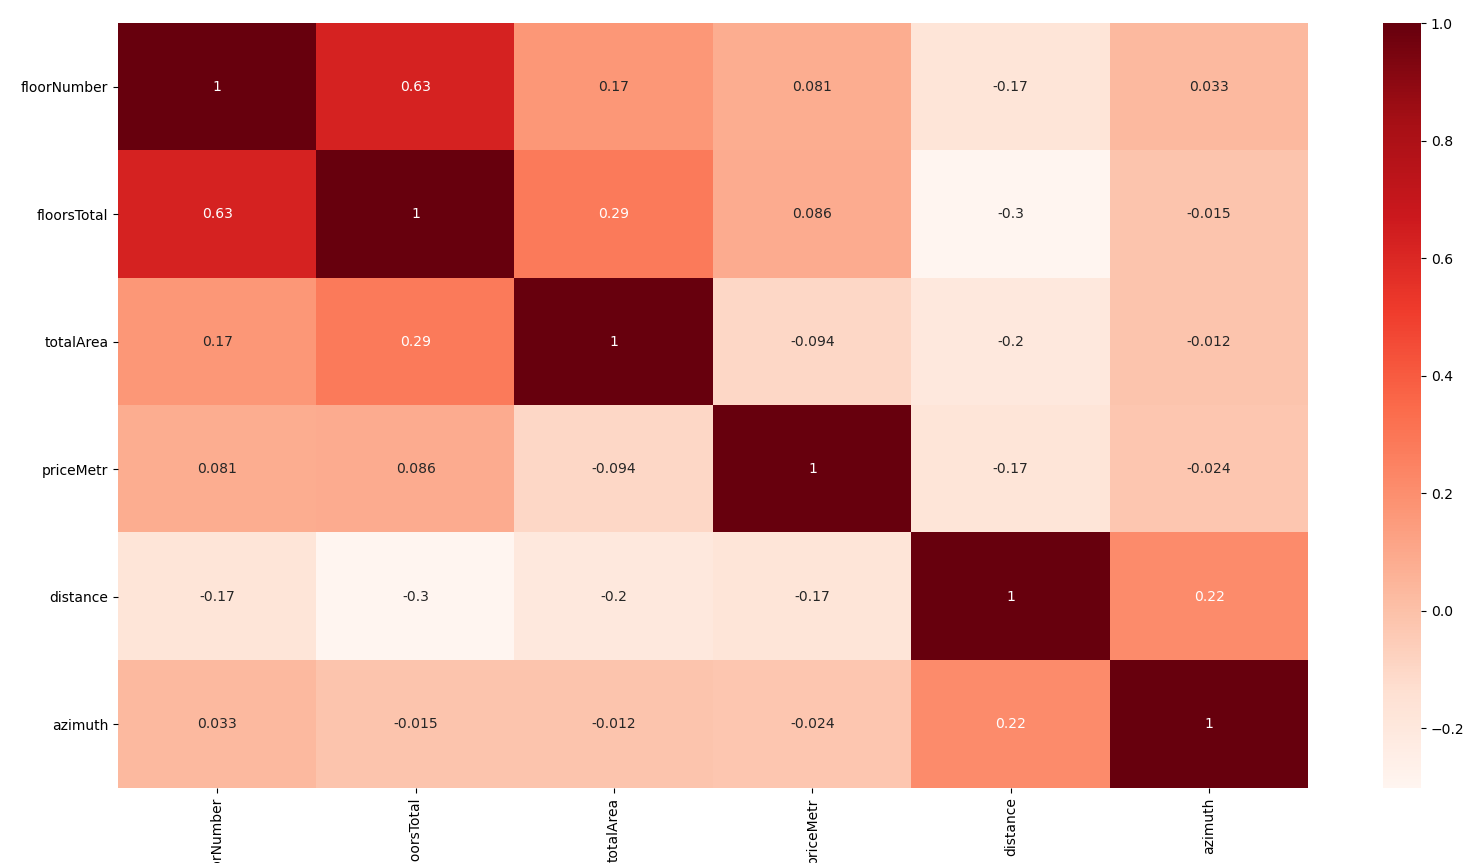 floorNumber 1 0.63 0.17 0.081 -0.17 0.033
floorsTotal 0.63 1 0.29 0.086 -0.3 -0.015
totalArea 0.17 0.29 1 -0.094 -0.2 -0.012
priceMetr 0.081 0.086 -0.094 1 -0.17 -0.024
distance -0.17 -0.3 -0.2 -0.17 1 0.22
azimuth 0.033 -0.015 -0.012 -0.024 0.22 1
orNumber
oorsTotal
totalArea
priceMetr
distance
azimuth
1.0
0.8
0.6
0.4
0.2
0.0
−0.2